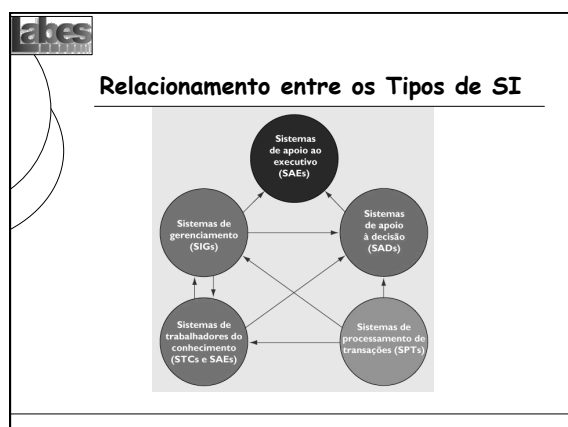 Labes
Relacionamento entre os Tipos de SI
Sistemas
de apoio ao
executivo
(SAEs)
Sistemas de
gerenciamento
(SIGs)
Sistemas
de apoio
à decisão
(SADs)
Sistemas de
trabalhadores do
conhecimento
(STCs e SAEs)
Sistemas de
processamento de
transações (SPTs)